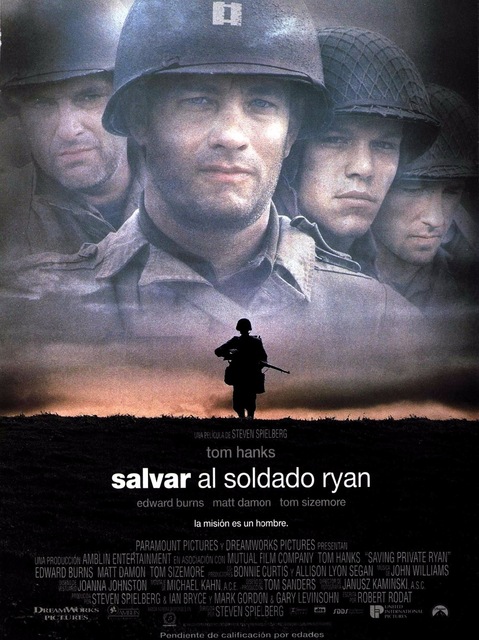 UNA PELÍCULA DE STEVEN SPIELBERG
tom hanks
salvar al soldado ryan
edward burns matt damon tom sizemore
la misión es un hombre.
PARAMOUNT PICTURES Y DREAMWORKS PICTURES PRESENTAN
UNA PRODUCCIÓN AMBLIN ENTERTAINMENT EN ASOCIACIÓN CON MUTUAL FILM COMPANY TOM HANKS "SAVING PRIVATE RYAN"
EDWARD BURNS MATT DAMON TOM SIZEMORE BONNIE CURTIS Y ALLISON LYON SEGAN JOHN WILLIAMS
JOANNA JOHNSTON MICHAEL KAHN A.C.E. TOM SANDERS JANUSZ KAMIŃSKI A.S.C.
STEVEN SPIELBERG & IAN BRYCE Y MARK GORDON & GARY LEVINSOHN ROBERT RODAT
STEVEN SPIELBERG
DREAMWORKS PICTURES UNITED INTERNATIONAL PICTURES
Pendiente de calificación por edades